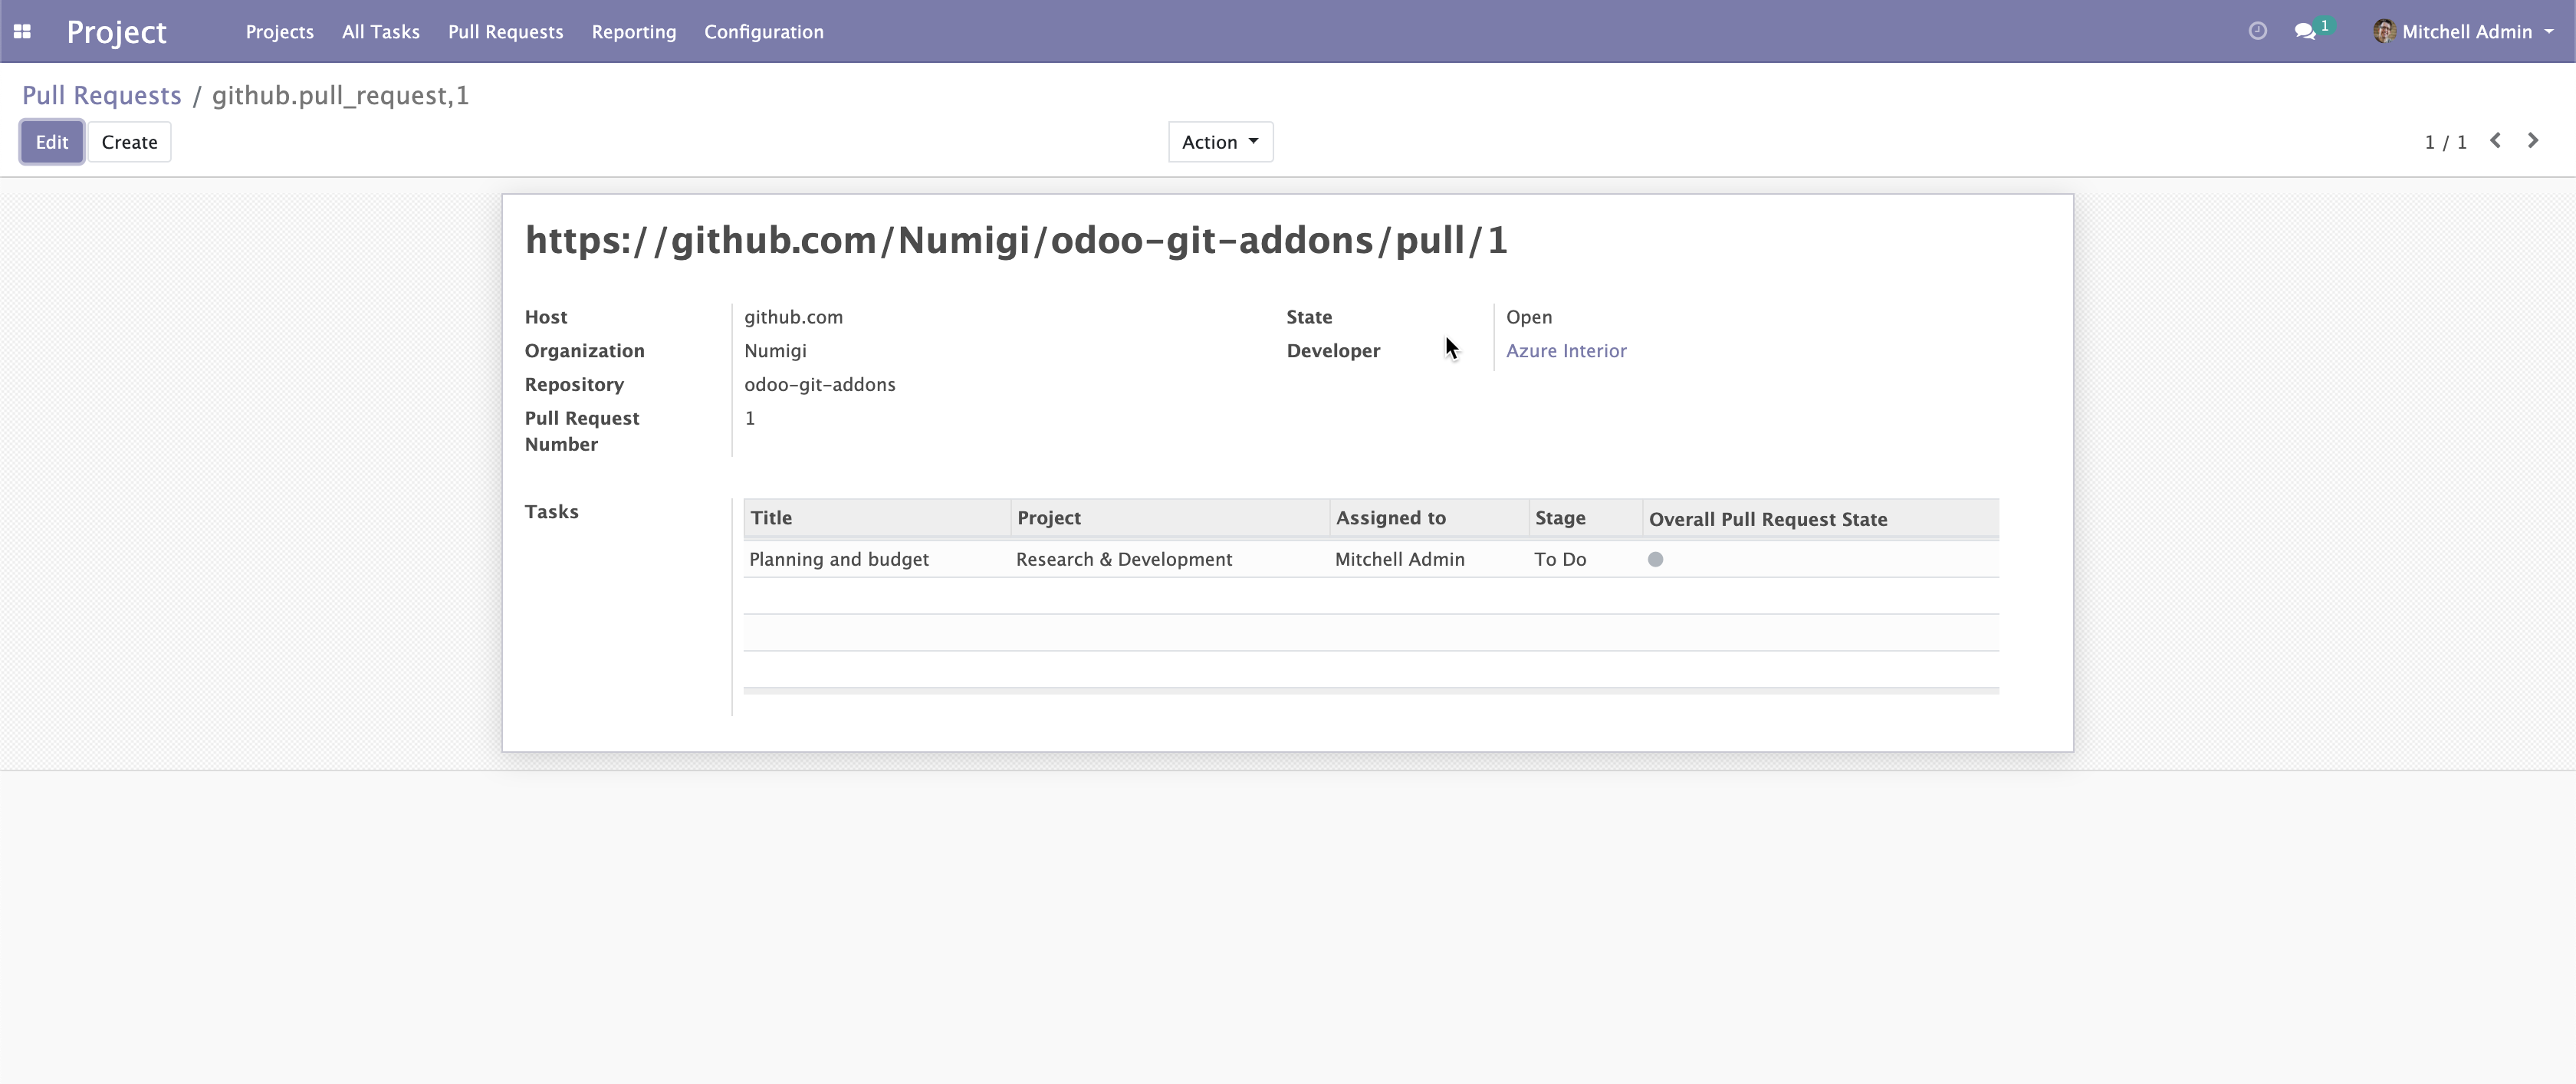 Project Projects All Tasks Pull Requests Reporting Configuration 1 Mitchell Admin
Pull Requests / github.pull_request,1
Edit Create Action 1 / 1
https://github.com/Numigi/odoo-git-addons/pull/1
Host github.com State Open
Organization Numigi Developer Azure Interior
Repository odoo-git-addons
Pull Request 1
Number
Tasks Title Project Assigned to Stage Overall Pull Request State
Planning and budget Research & Development Mitchell Admin To Do